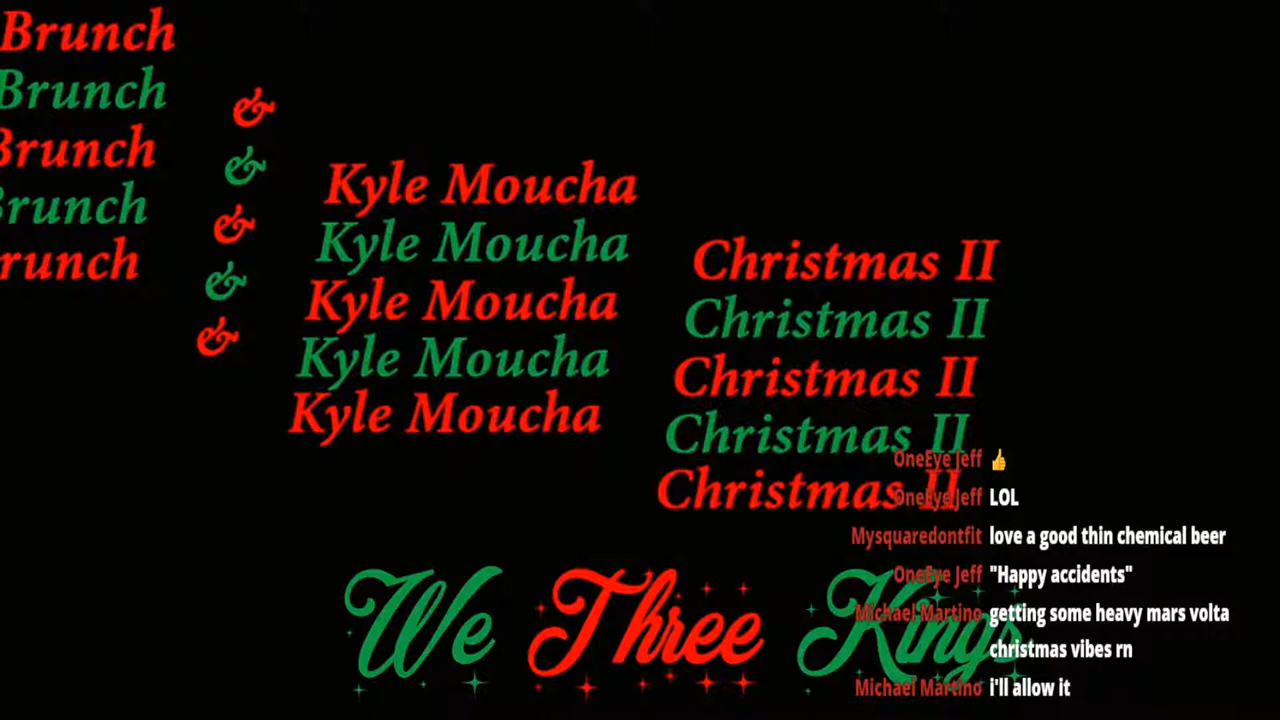 Brunch
Brunch
Brunch
Brunch
runch
&
&
&
&
&
Kyle Moucha
Kyle Moucha
Kyle Moucha
Kyle Moucha
Kyle Moucha
Christmas II
Christmas II
Christmas II
Christmas II
Christmas II
We Three Kings
OneEye Jeff 👍
OneEye Jeff LOL
Mysquaredontfit love a good thin chemical beer
OneEye Jeff "Happy accidents"
Michael Martino getting some heavy mars volta
christmas vibes rn
Michael Martino i'll allow it